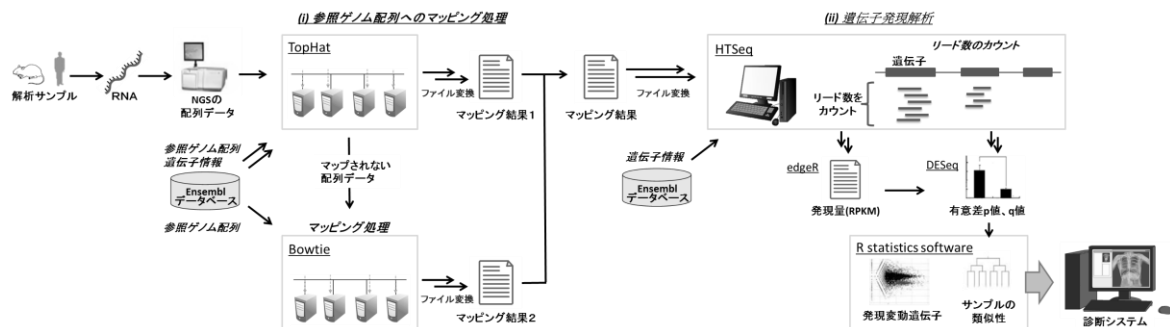 (i) 参照ゲノム配列へのマッピング処理
解析サンプル
RNA
NGSの
配列データ
TopHat
ファイル変換
マッピング結果1
マッピング結果
ファイル変換
参照ゲノム配列
遺伝子情報
Ensembl
データベース
参照ゲノム配列
マップされない
配列データ
マッピング処理
Bowtie
ファイル変換
マッピング結果2
(ii) 遺伝子発現解析
HTSeq
リード数のカウント
遺伝子
リード数を
カウント
遺伝子情報
Ensembl
データベース
edgeR
発現量(RPKM)
DESeq
有意差p値、q値
R statistics software
発現変動遺伝子
サンプルの
類似性
診断システム